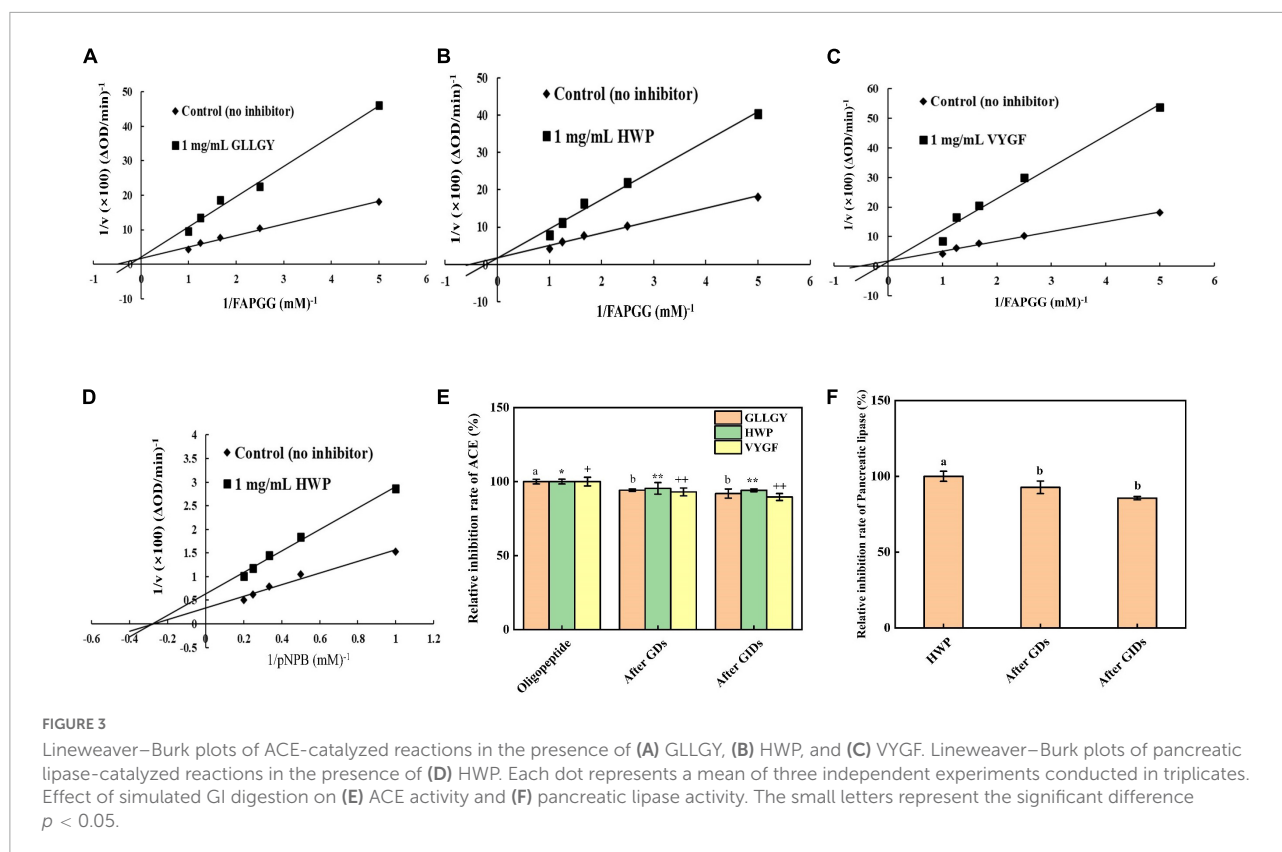 A
1/v (×100) (ΔOD/min)⁻¹
50
40
30
20
10
0
-10
-1 0 1 2 3 4 5 6
Control (no inhibitor)
1 mg/mL GLLGY
1/FAPGG (mM)⁻¹
B
1/v (×100) (ΔOD/min)⁻¹
50
40
30
20
10
0
-10
-1 0 1 2 3 4 5 6
Control (no inhibitor)
1 mg/mL HWP
1/FAPGG (mM)⁻¹
C
1/v (×100) (ΔOD/min)⁻¹
60
50
40
30
20
10
0
-10
-1 0 1 2 3 4 5 6
Control (no inhibitor)
1 mg/mL VYGF
1/FAPGG (mM)⁻¹
D
1/v (×100) (ΔOD/min)⁻¹
4
3.5
3
2.5
2
1.5
1
0.5
0
-0.5
-0.6 -0.4 -0.2 0 0.2 0.4 0.6 0.8 1 1.2
Control (no inhibitor)
1 mg/mL HWP
1/pNPB (mM)⁻¹
E
Relative inhibition rate of ACE (%)
150
100
50
0
GLLGY
HWP
VYGF
a * + b ** ++ b ** ++
Oligopeptide After GDs After GIDs
F
Relative inhibition rate of Pancreatic lipase (%)
150
100
50
0
a b b
HWP After GDs After GIDs
FIGURE 3
Lineweaver–Burk plots of ACE-catalyzed reactions in the presence of (A) GLLGY, (B) HWP, and (C) VYGF. Lineweaver–Burk plots of pancreatic
lipase-catalyzed reactions in the presence of (D) HWP. Each dot represents a mean of three independent experiments conducted in triplicates.
Effect of simulated GI digestion on (E) ACE activity and (F) pancreatic lipase activity. The small letters represent the significant difference
p < 0.05.